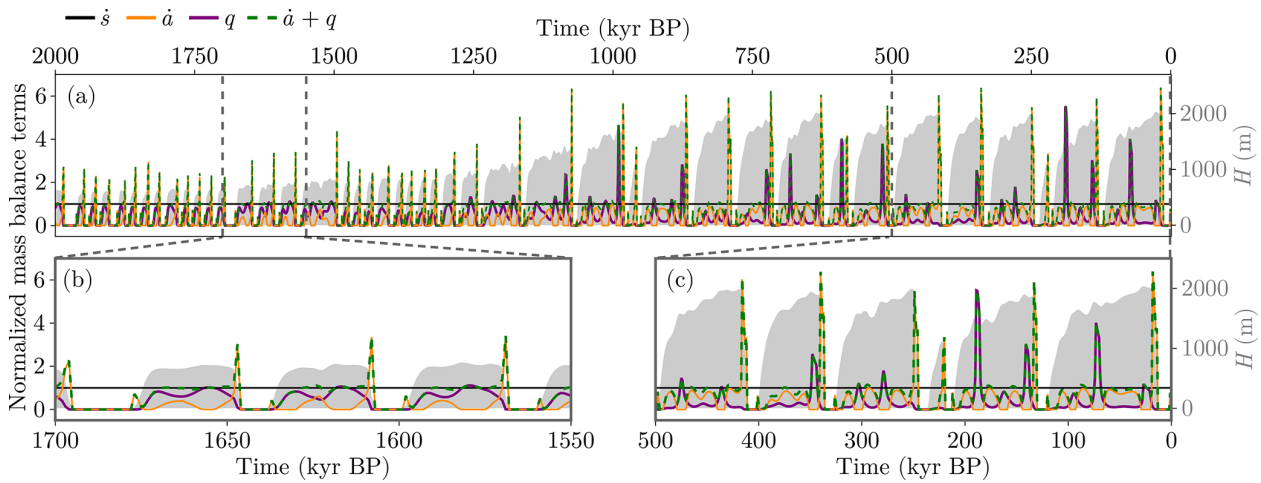 ṡ ȧ q ȧ + q
Time (kyr BP)
2000 1750 1500 1250 1000 750 500 250 0
Normalized mass balance terms
(a)
6
4
2
0
2000
1000
0
H (m)
(b)
6
4
2
0
1700 1650 1600 1550
Time (kyr BP)
(c)
2000
1000
0
H (m)
500 400 300 200 100 0
Time (kyr BP)